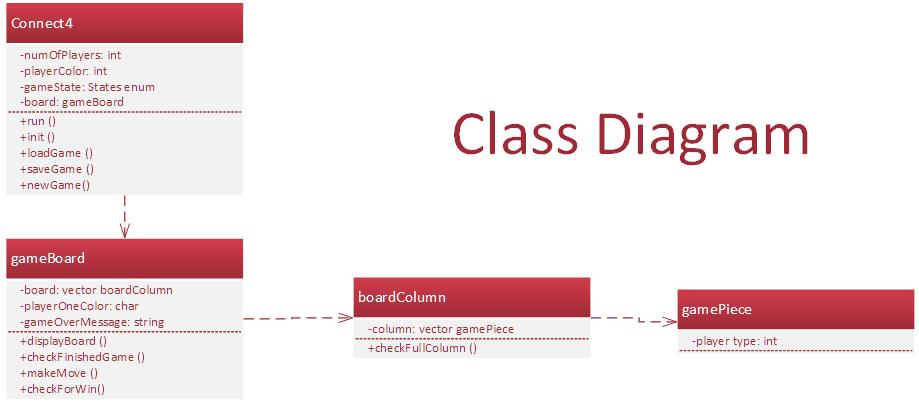 Connect4
-numOfPlayers: int
-playerColor: int
-gameState: States enum
-board: gameBoard
+run ()
+init ()
+loadGame ()
+saveGame ()
+newGame()
Class Diagram
gameBoard
-board: vector boardColumn
-playerOneColor: char
-gameOverMessage: string
+displayBoard ()
+checkFinishedGame ()
+makeMove ()
+checkForWin()
boardColumn
-column: vector gamePiece
+checkFullColumn ()
gamePiece
-player type: int